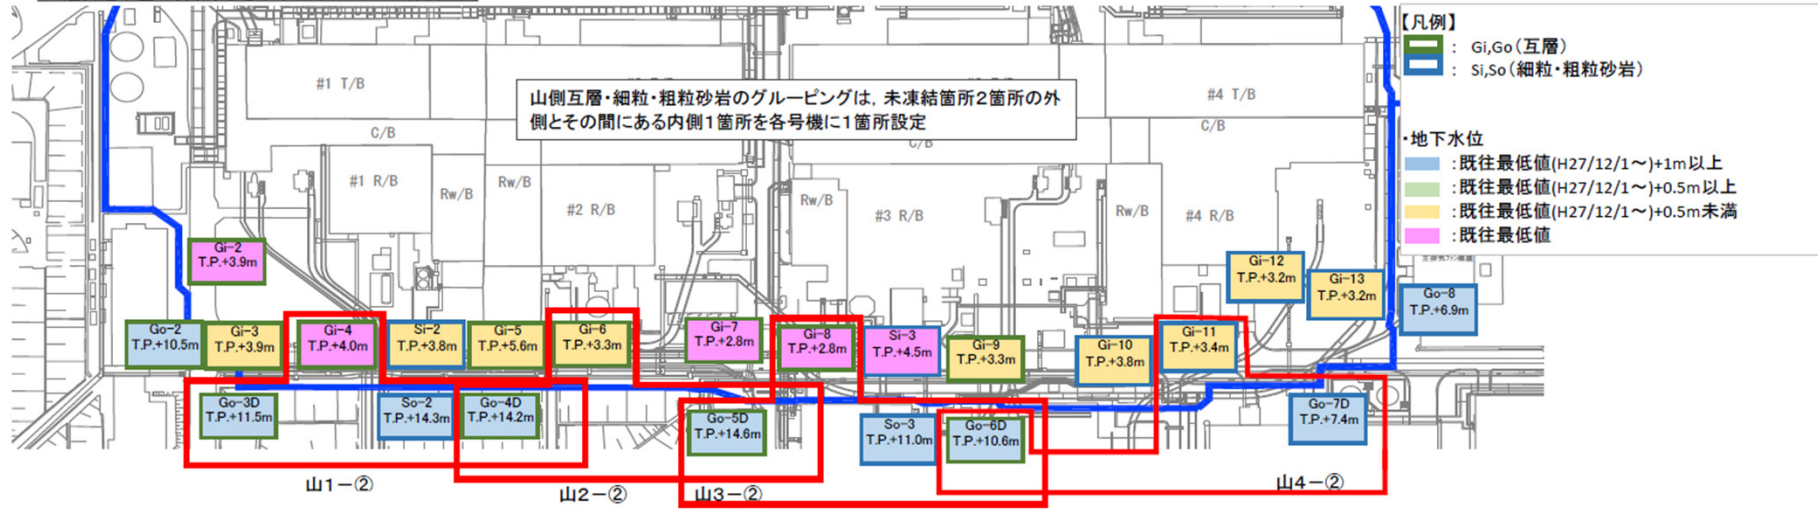 【凡例】
： Gi,Go（互層）
： Si,So（細粒・粗粒砂岩）
・地下水位
：既往最低値(H27/12/1～)+1m以上
：既往最低値(H27/12/1～)+0.5m以上
：既往最低値(H27/12/1～)+0.5m未満
：既往最低値
#1 T/B
#4 T/B
山側互層・細粒・粗粒砂岩のグルーピングは，未凍結箇所２箇所の外
側とその間にある内側１箇所を各号機に１箇所設定
C/B
C/B
C/B
#1 R/B
Rw/B
Rw/B
#2 R/B
Rw/B
#3 R/B
Rw/B
#4 R/B
Gi-2
T.P.+3.9m
Gi-12
T.P.+3.2m
Gi-13
T.P.+3.2m
Go-8
T.P.+6.9m
Go-2
T.P.+10.5m
Gi-3
T.P.+3.9m
Gi-4
T.P.+4.0m
Si-2
T.P.+3.8m
Gi-5
T.P.+5.6m
Gi-6
T.P.+3.3m
Gi-7
T.P.+2.8m
Gi-8
T.P.+2.8m
Si-3
T.P.+4.5m
Gi-9
T.P.+3.3m
Gi-10
T.P.+3.8m
Gi-11
T.P.+3.4m
Go-3D
T.P.+11.5m
So-2
T.P.+14.3m
Go-4D
T.P.+14.2m
Go-5D
T.P.+14.6m
So-3
T.P.+11.0m
Go-6D
T.P.+10.6m
Go-7D
T.P.+7.4m
山１－②
山２－②
山３－②
山４－②